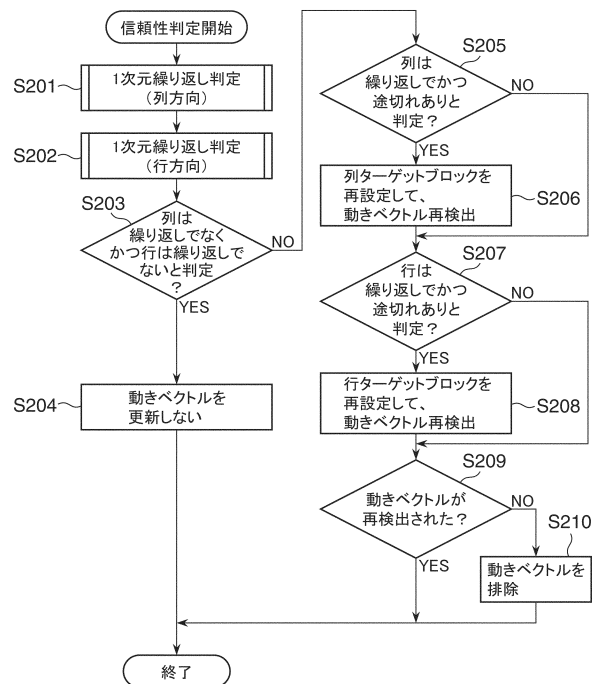 信頼性判定開始
S201
1次元繰り返し判定
(列方向)
S202
1次元繰り返し判定
(行方向)
S203
列は
繰り返しでなく
かつ行は繰り返しで
ないと判定
?
NO
YES
S204
動きベクトルを
更新しない
S205
列は
繰り返しでかつ
途切れありと
判定?
NO
YES
列ターゲットブロックを
再設定して、
動きベクトル再検出
S206
S207
行は
繰り返しでかつ
途切れありと
判定?
NO
YES
行ターゲットブロックを
再設定して、
動きベクトル再検出
S208
S209
動きベクトルが
再検出された?
NO
YES
S210
動きベクトルを
排除
終了